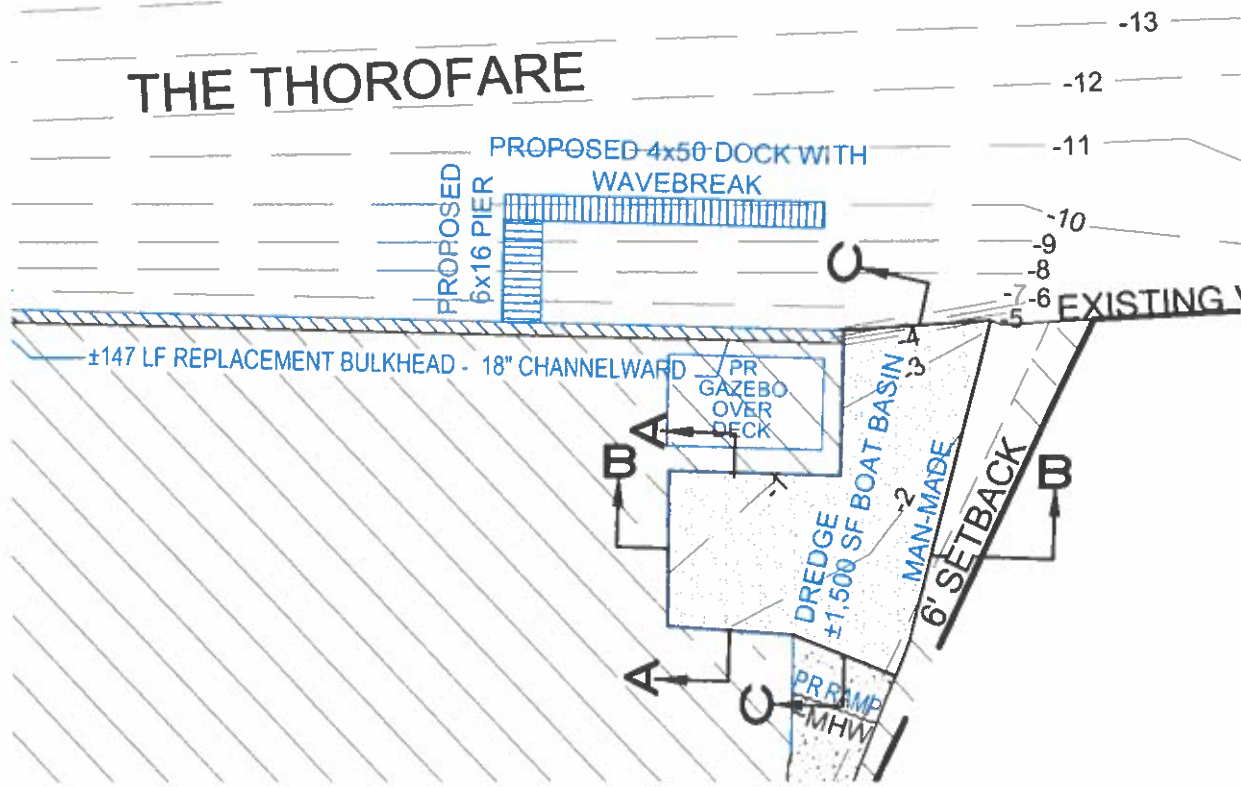 -13
THE THOROFARE
-12
PROPOSED 4x50 DOCK WITH
WAVEBREAK
-11
PROPOSED
6x16 PIER
-10
-9
-8
-7
-6
-5
EXISTING
C
-4
-3
±147 LF REPLACEMENT BULKHEAD - 18" CHANNELWARD
PR
GAZEBO
OVER
DECK
A
B
B
-1
-2
DREDGE
±1,500 SF BOAT BASIN
MAN-MADE
6' SETBACK
A
C
PR RAMP
MHW